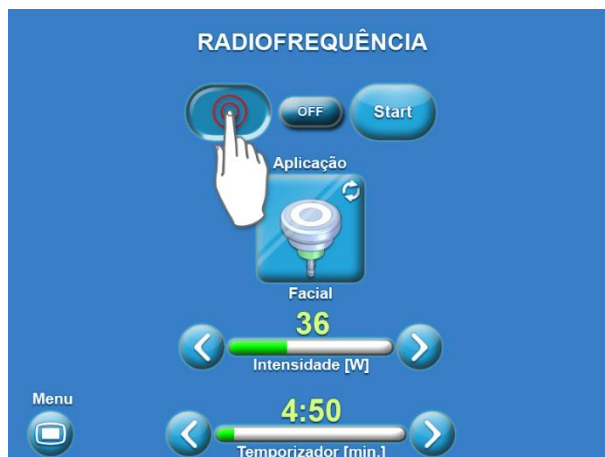 RADIOFREQUÊNCIA
OFF Start
Aplicação
Facial
36
Intensidade [W]
Menu
4:50
Temporizador [min.]